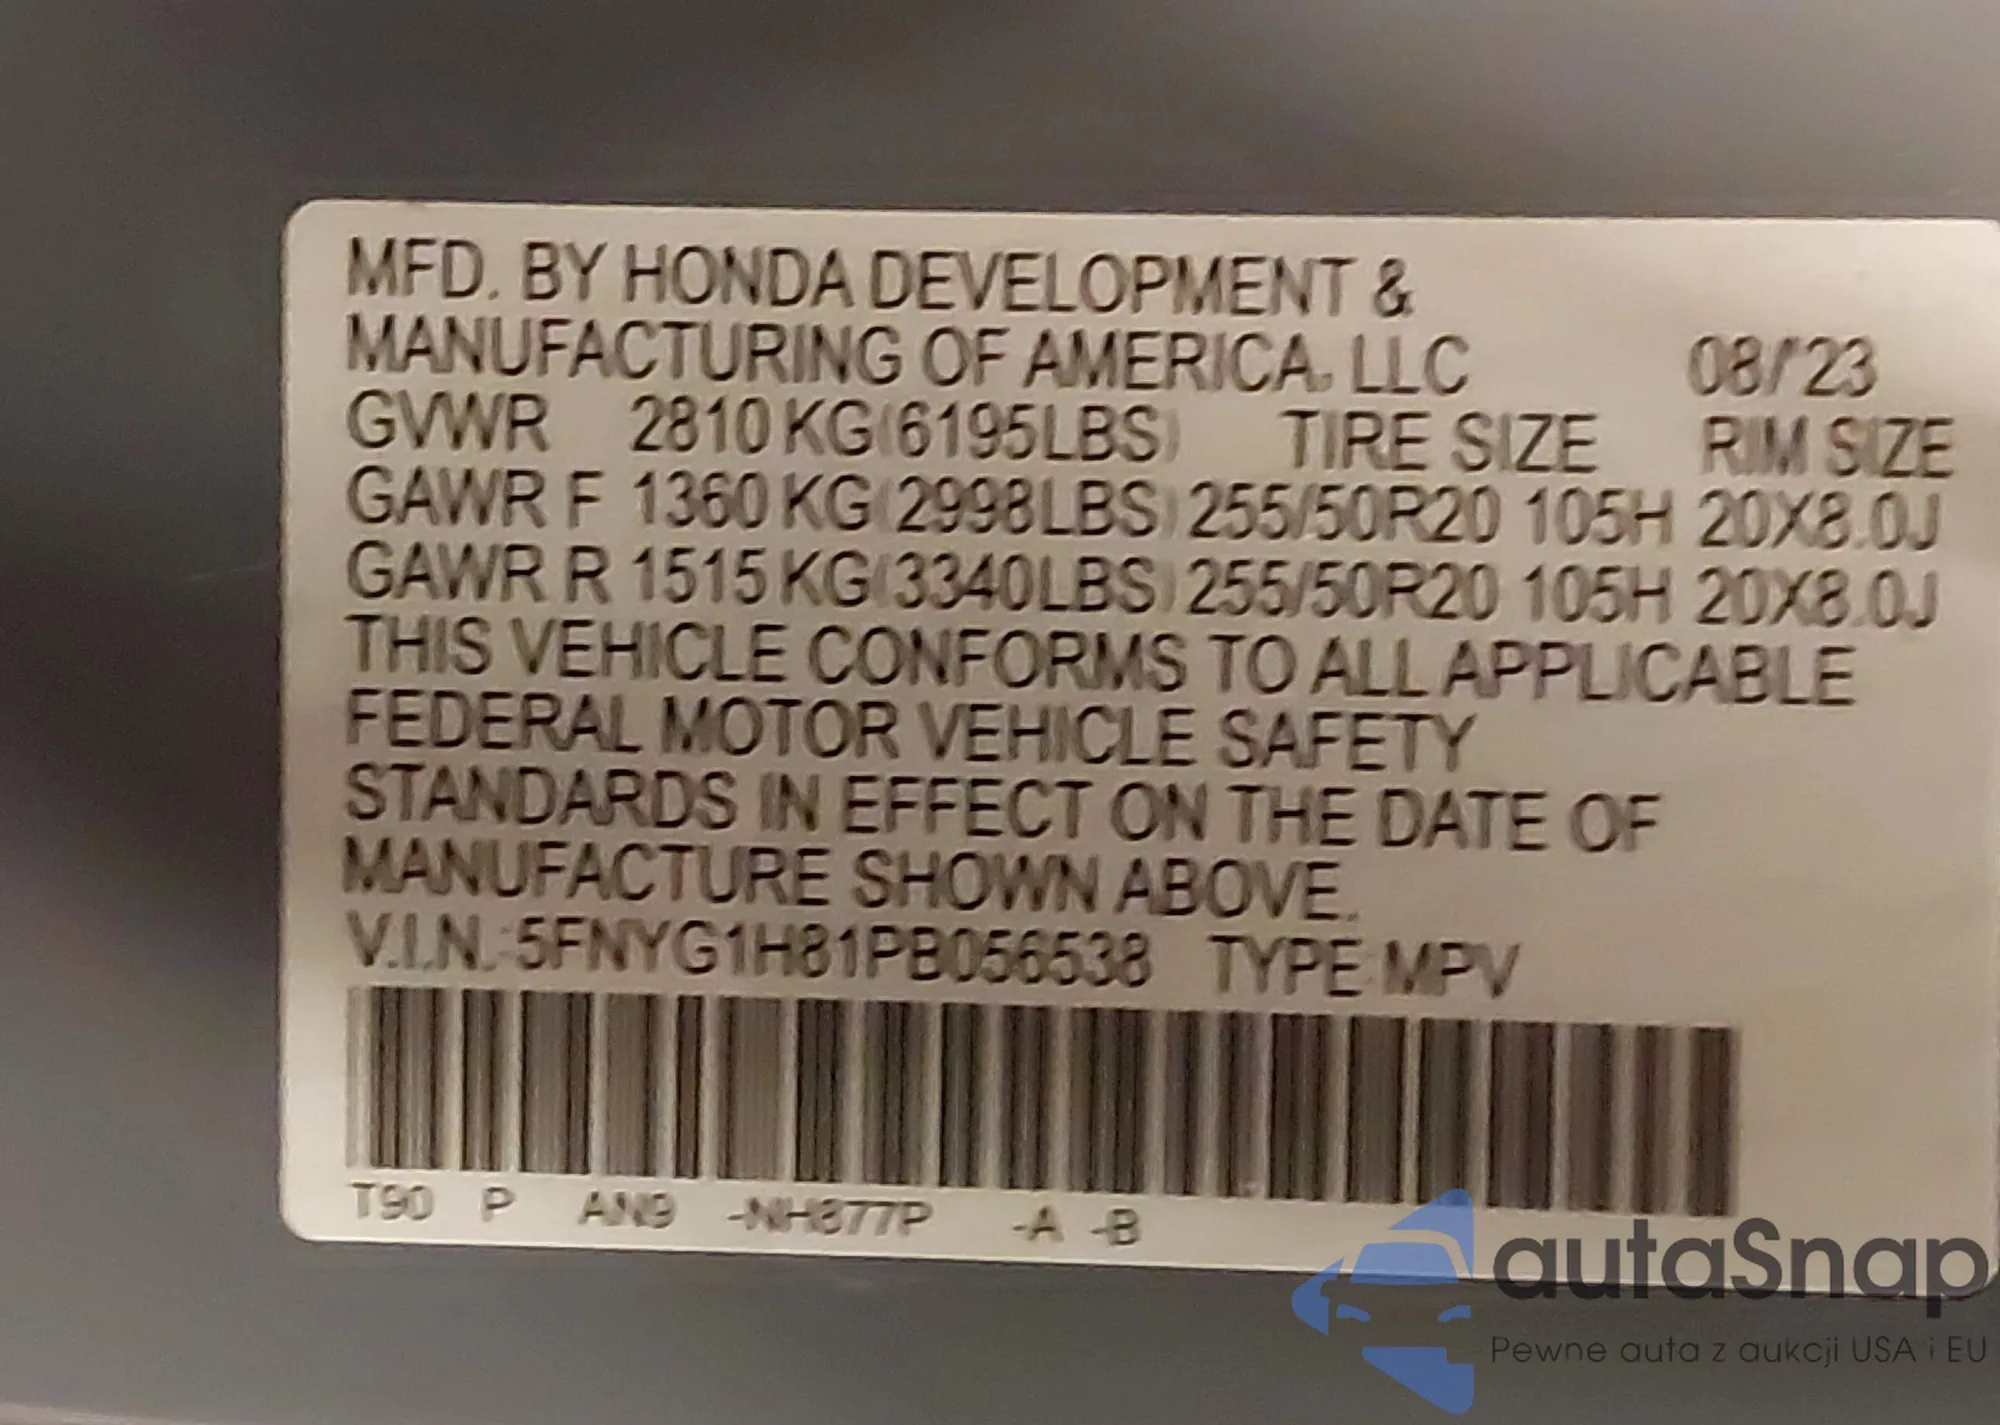 MFD. BY HONDA DEVELOPMENT &
MANUFACTURING OF AMERICA, LLC 08/'23
GVWR 2810 KG(6195LBS) TIRE SIZE RIM SIZE
GAWR F 1360 KG(2998LBS) 255/50R20 105H 20X8.0J
GAWR R 1515 KG(3340LBS) 255/50R20 105H 20X8.0J
THIS VEHICLE CONFORMS TO ALL APPLICABLE
FEDERAL MOTOR VEHICLE SAFETY
STANDARDS IN EFFECT ON THE DATE OF
MANUFACTURE SHOWN ABOVE.
V.I.N.:5FNYG1H81PB056538 TYPE:MPV
T90 P AN9 -NH877P -A -B
autaSnap
Pewne auta z aukcji USA i EU